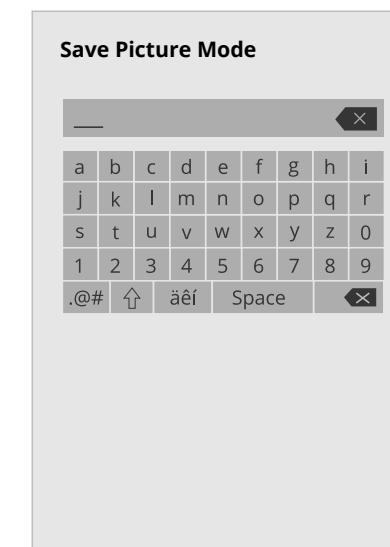 Save Picture Mode
a b c d e f g h i
j k l m n o p q r
s t u v w x y z 0
1 2 3 4 5 6 7 8 9
.@# äêí Space